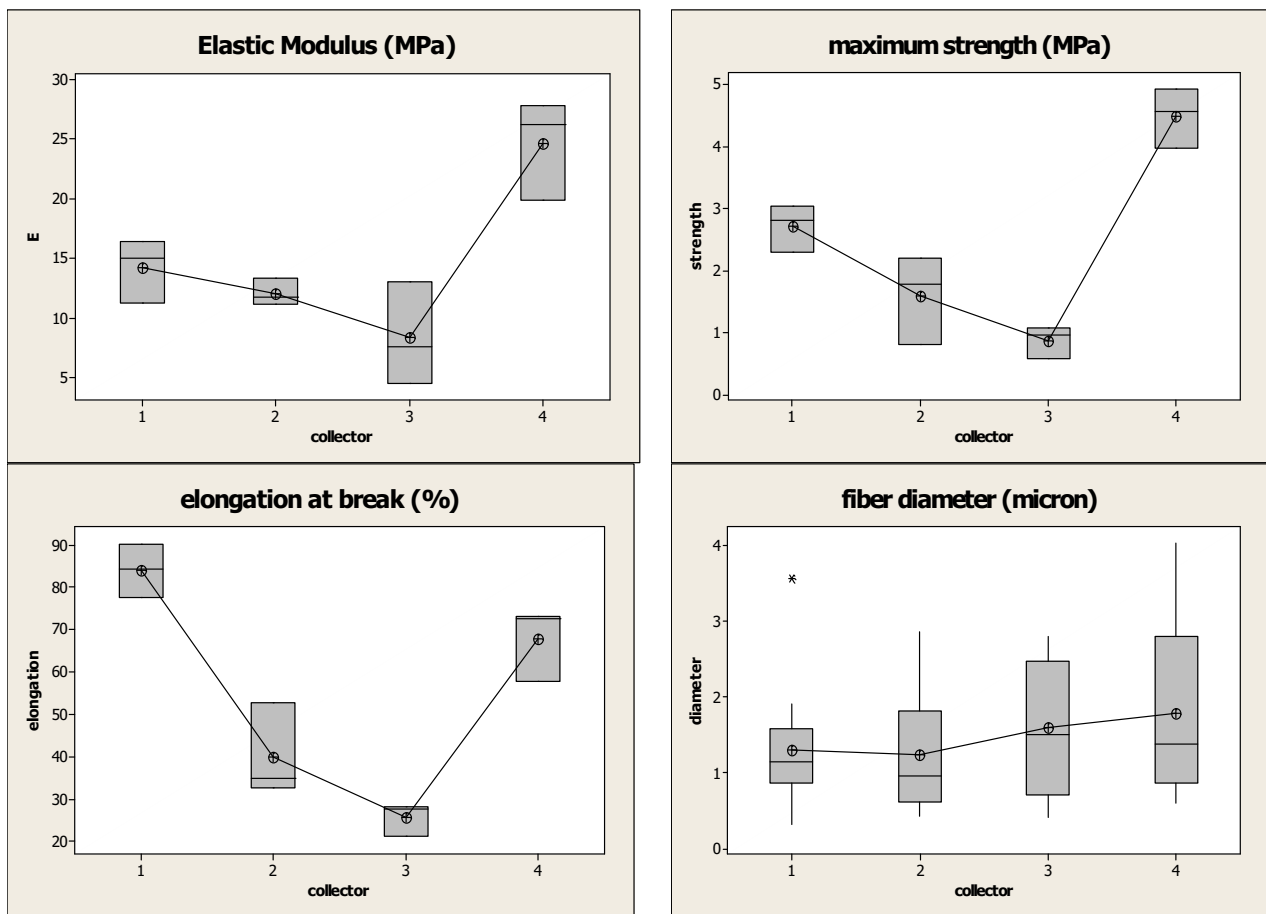 Elastic Modulus (MPa)
30
25
20
15
10
5
E
1 2 3 4
collector
maximum strength (MPa)
5
4
3
2
1
0
strength
1 2 3 4
collector
elongation at break (%)
90
80
70
60
50
40
30
20
elongation
1 2 3 4
collector
fiber diameter (micron)
4
3
2
1
0
diameter
1 2 3 4
collector